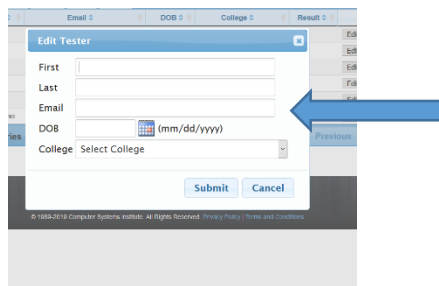 Email DOB College Result
Edit Tester
First
Last
Email
DOB (mm/dd/yyyy)
College Select College
Previous
Submit Cancel
© 1989-2019 Computer Systems Institute. All Rights Reserved. Privacy Policy | Terms and Conditions